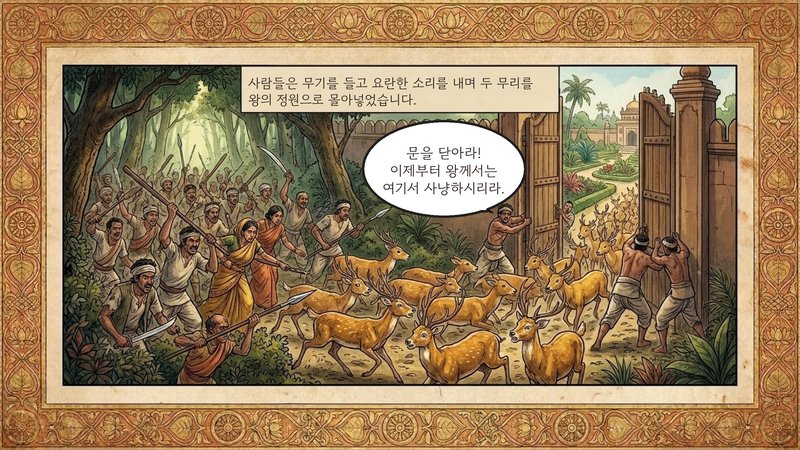 사람들은 무기를 들고 요란한 소리를 내며 두 무리를
왕의 정원으로 몰아넣었습니다.
문을 닫아라!
이제부터 왕께서는
여기서 사냥하시리라.